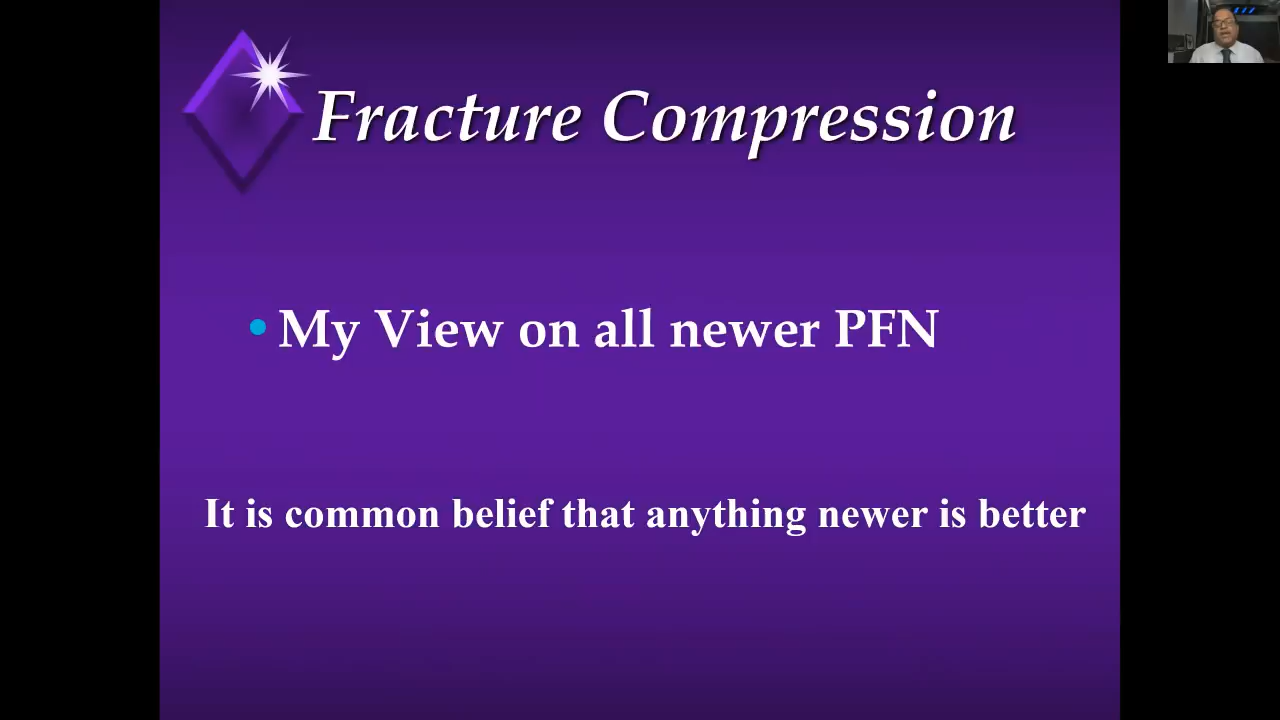 Fracture Compression
• My View on all newer PFN
It is common belief that anything newer is better